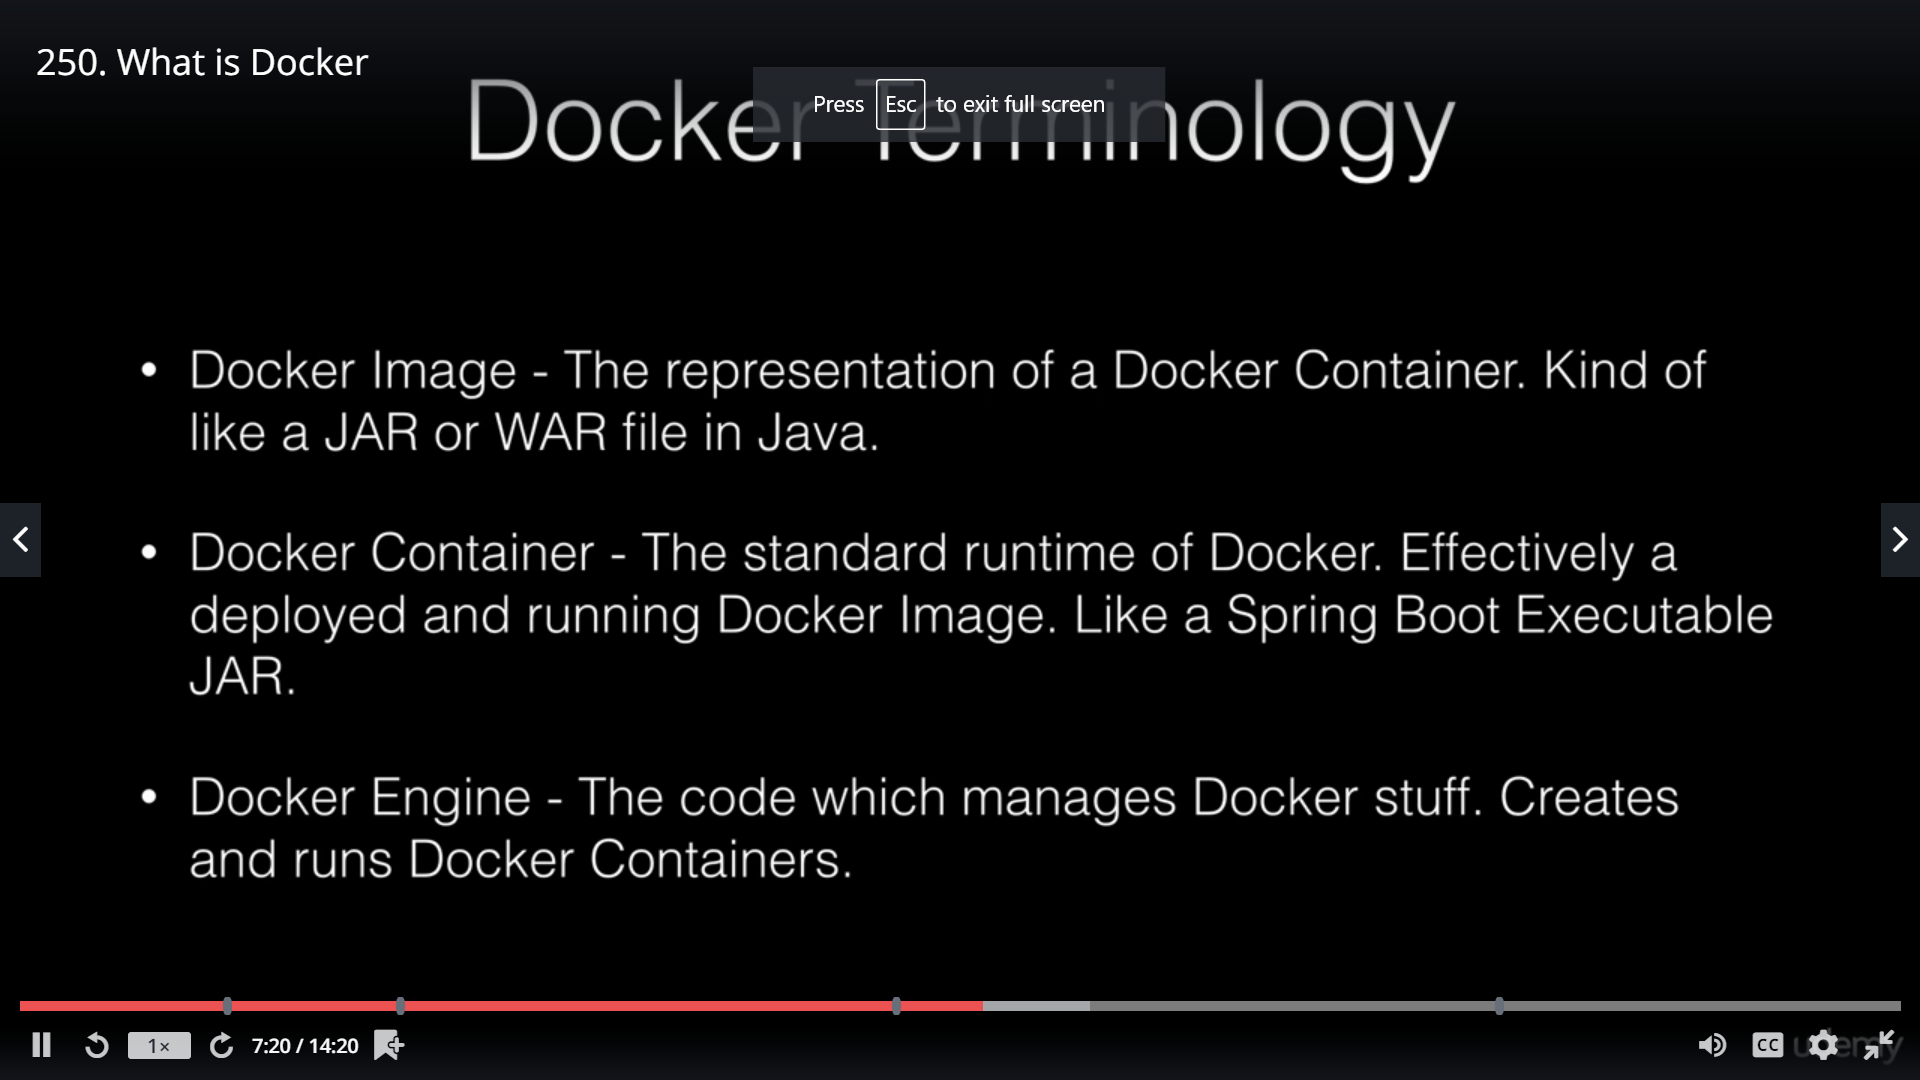 250. What is Docker
Press Esc to exit full screen
Docker Terminology
• Docker Image - The representation of a Docker Container. Kind of
like a JAR or WAR file in Java.
• Docker Container - The standard runtime of Docker. Effectively a
deployed and running Docker Image. Like a Spring Boot Executable
JAR.
• Docker Engine - The code which manages Docker stuff. Creates
and runs Docker Containers.
1× 7:20 / 14:20 CC udemy